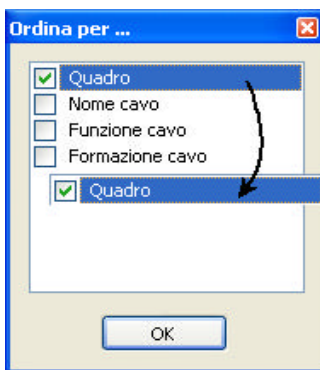 Ordina per ...
Quadro
Nome cavo
Funzione cavo
Formazione cavo
Quadro
OK